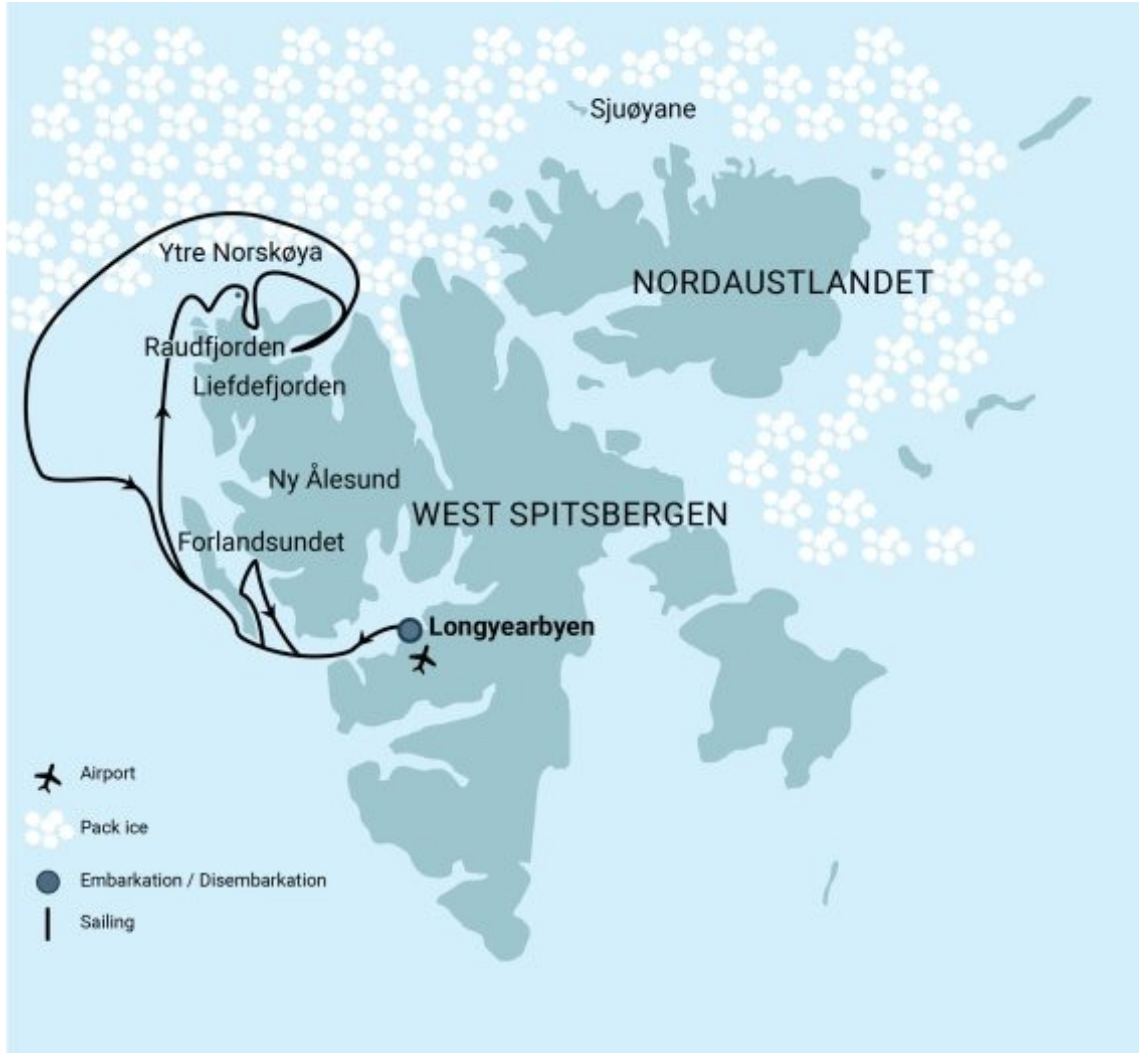 Sjuøyane
Ytre Norskøya
NORDAUSTLANDET
Raudfjorden
Liefdefjorden
Ny Ålesund
WEST SPITSBERGEN
Forlandsundet
Longyearbyen
Airport
Pack ice
Embarkation / Disembarkation
Sailing